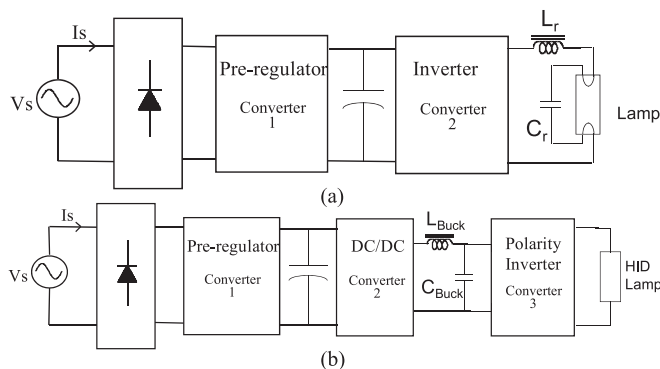 Is
Vs
Pre-regulator
Converter
1
Inverter
Converter
2
Lr
Cr
Lamp
(a)
Is
Vs
Pre-regulator
Converter
1
DC/DC
Converter
2
LBuck
CBuck
Polarity
Inverter
Converter
3
HID
Lamp
(b)